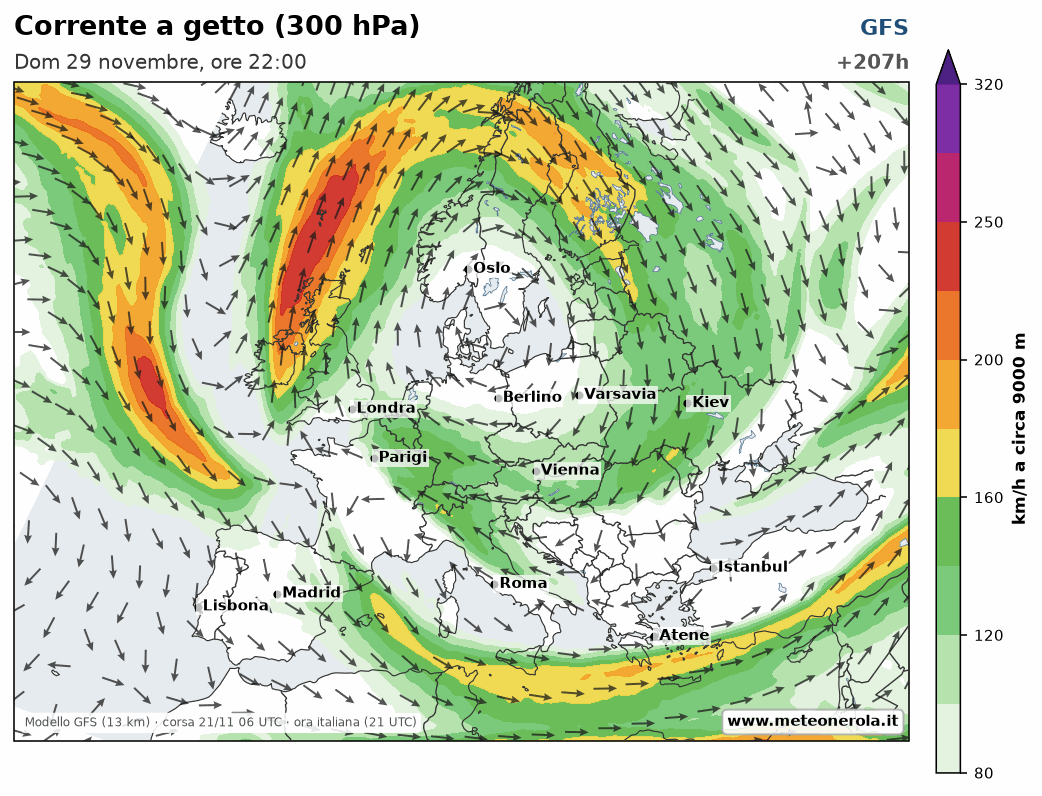 Corrente a getto (300 hPa)
GFS
Dom 29 novembre, ore 22:00
+207h
320
250
200
160
120
80
km/h a circa 9000 m
Oslo
Londra
Berlino
Varsavia
Kiev
Parigi
Vienna
Istanbul
Roma
Madrid
Lisbona
Atene
Modello GFS (13 km) · corsa 21/11 06 UTC · ora italiana (21 UTC)
www.meteonerola.it